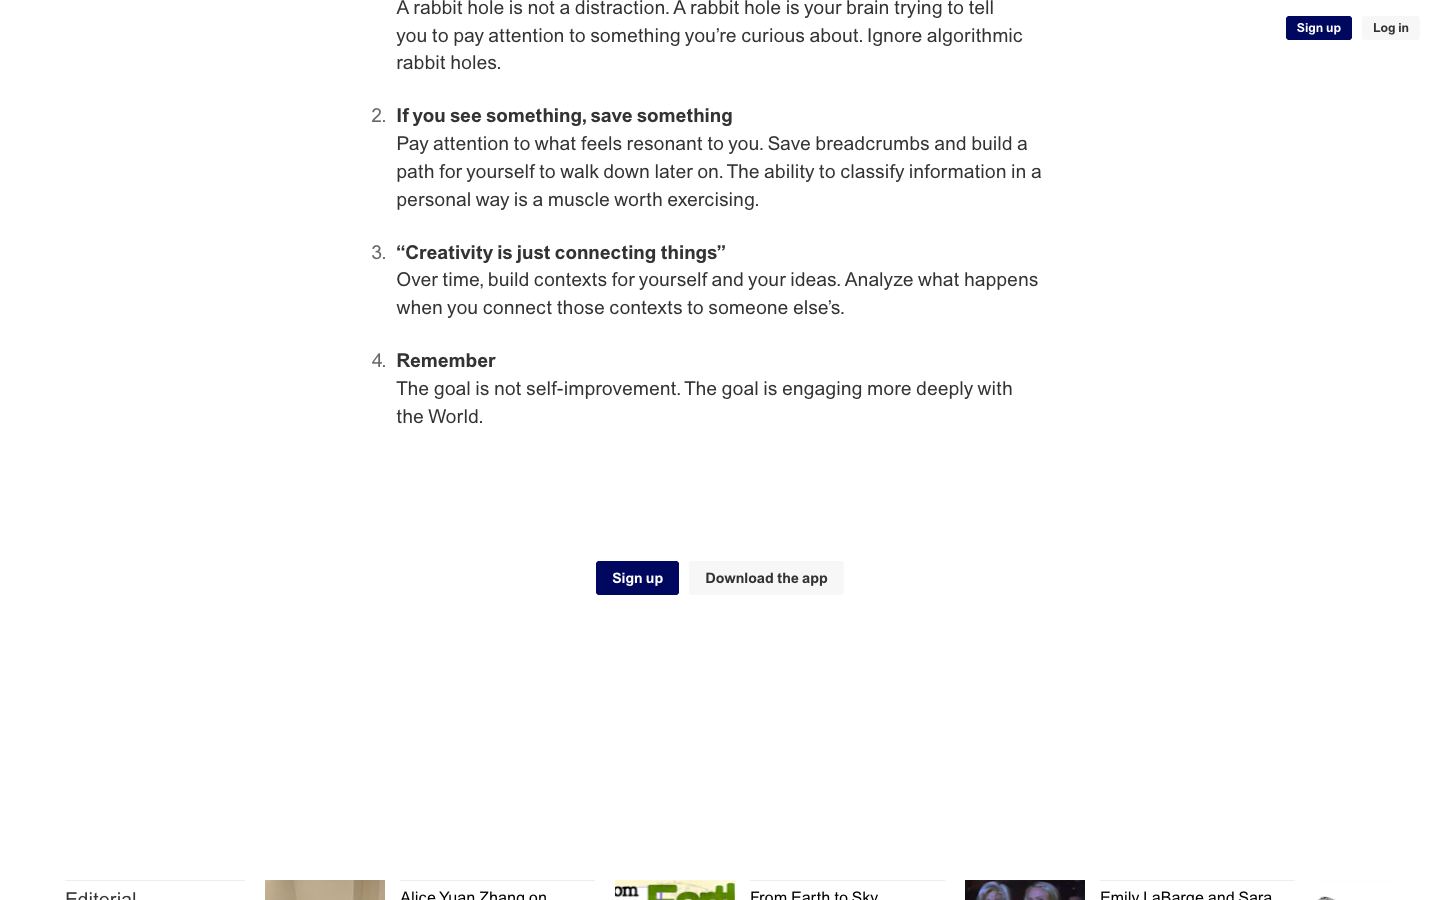 A rabbit hole is not a distraction. A rabbit hole is your brain trying to tell
you to pay attention to something you’re curious about. Ignore algorithmic
rabbit holes.
Sign up
Log in
2. If you see something, save something
Pay attention to what feels resonant to you. Save breadcrumbs and build a
path for yourself to walk down later on. The ability to classify information in a
personal way is a muscle worth exercising.
3. “Creativity is just connecting things”
Over time, build contexts for yourself and your ideas. Analyze what happens
when you connect those contexts to someone else’s.
4. Remember
The goal is not self-improvement. The goal is engaging more deeply with
the World.
Sign up
Download the app
Editorial
Alice Yuan Zhang on
om Earth
From Earth to Sky
Emily LaBarge and Sara